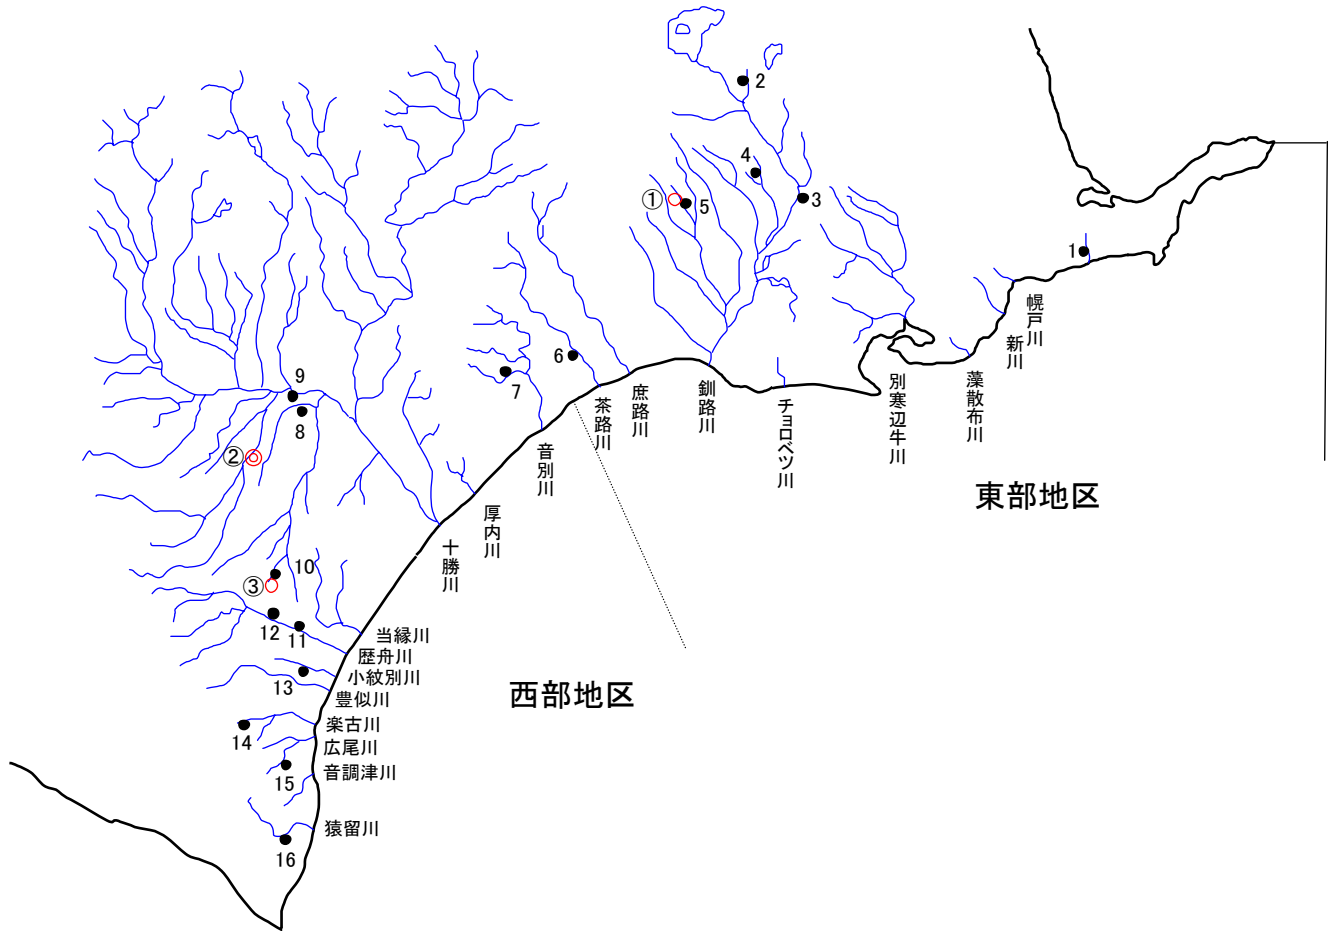 2
4
①
5
3
1
幌戸川
新川
9
6
7
8
藻散布川
別寒辺牛川
チョロベツ川
釧路川
庶路川
茶路川
音別川
②
東部地区
厚内川
十勝川
10
③
12
11
当縁川
歴舟川
小紋別川
13
豊似川
西部地区
楽古川
14
広尾川
音調津川
15
猿留川
16